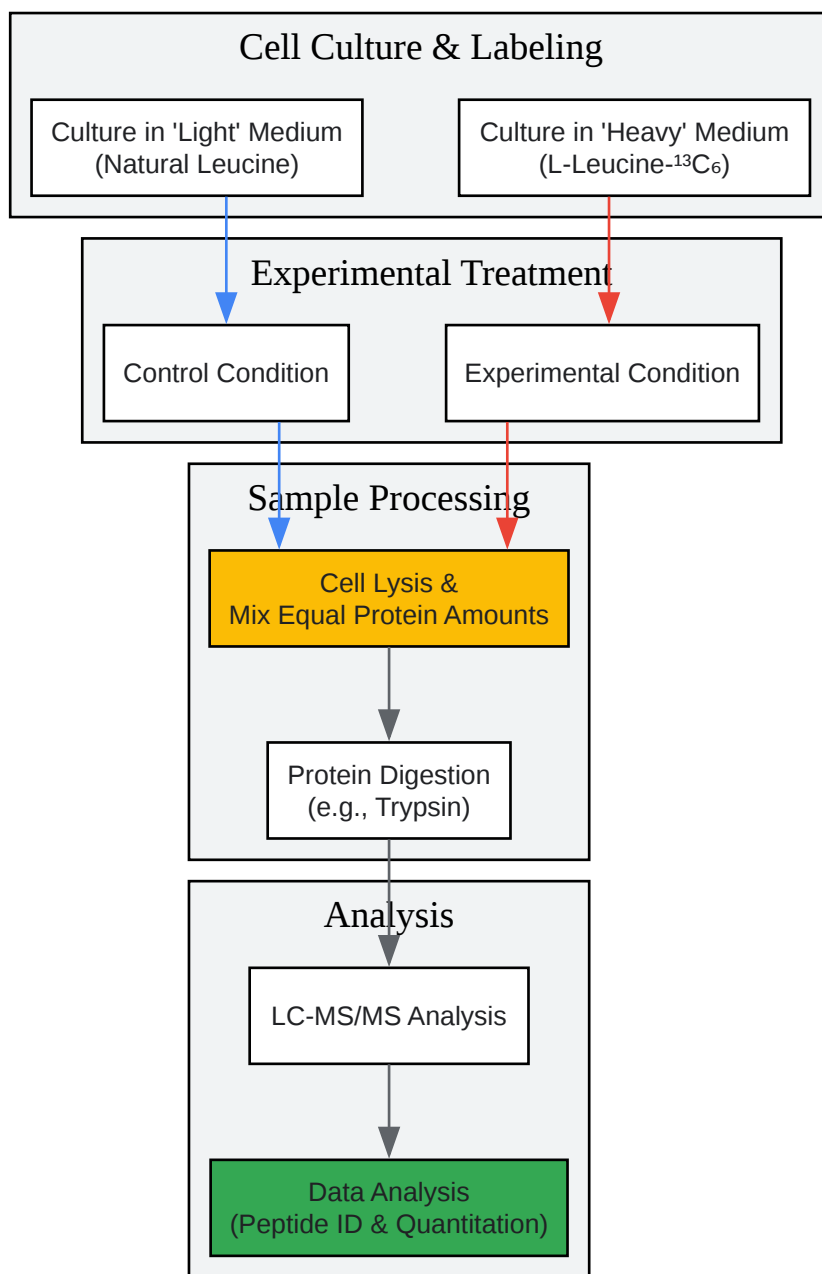 Cell Culture & Labeling
Culture in 'Light' Medium
(Natural Leucine)
Culture in 'Heavy' Medium
(L-Leucine-¹³C₆)
Experimental Treatment
Control Condition
Experimental Condition
Sample Processing
Cell Lysis &
Mix Equal Protein Amounts
Protein Digestion
(e.g., Trypsin)
Analysis
LC-MS/MS Analysis
Data Analysis
(Peptide ID & Quantitation)